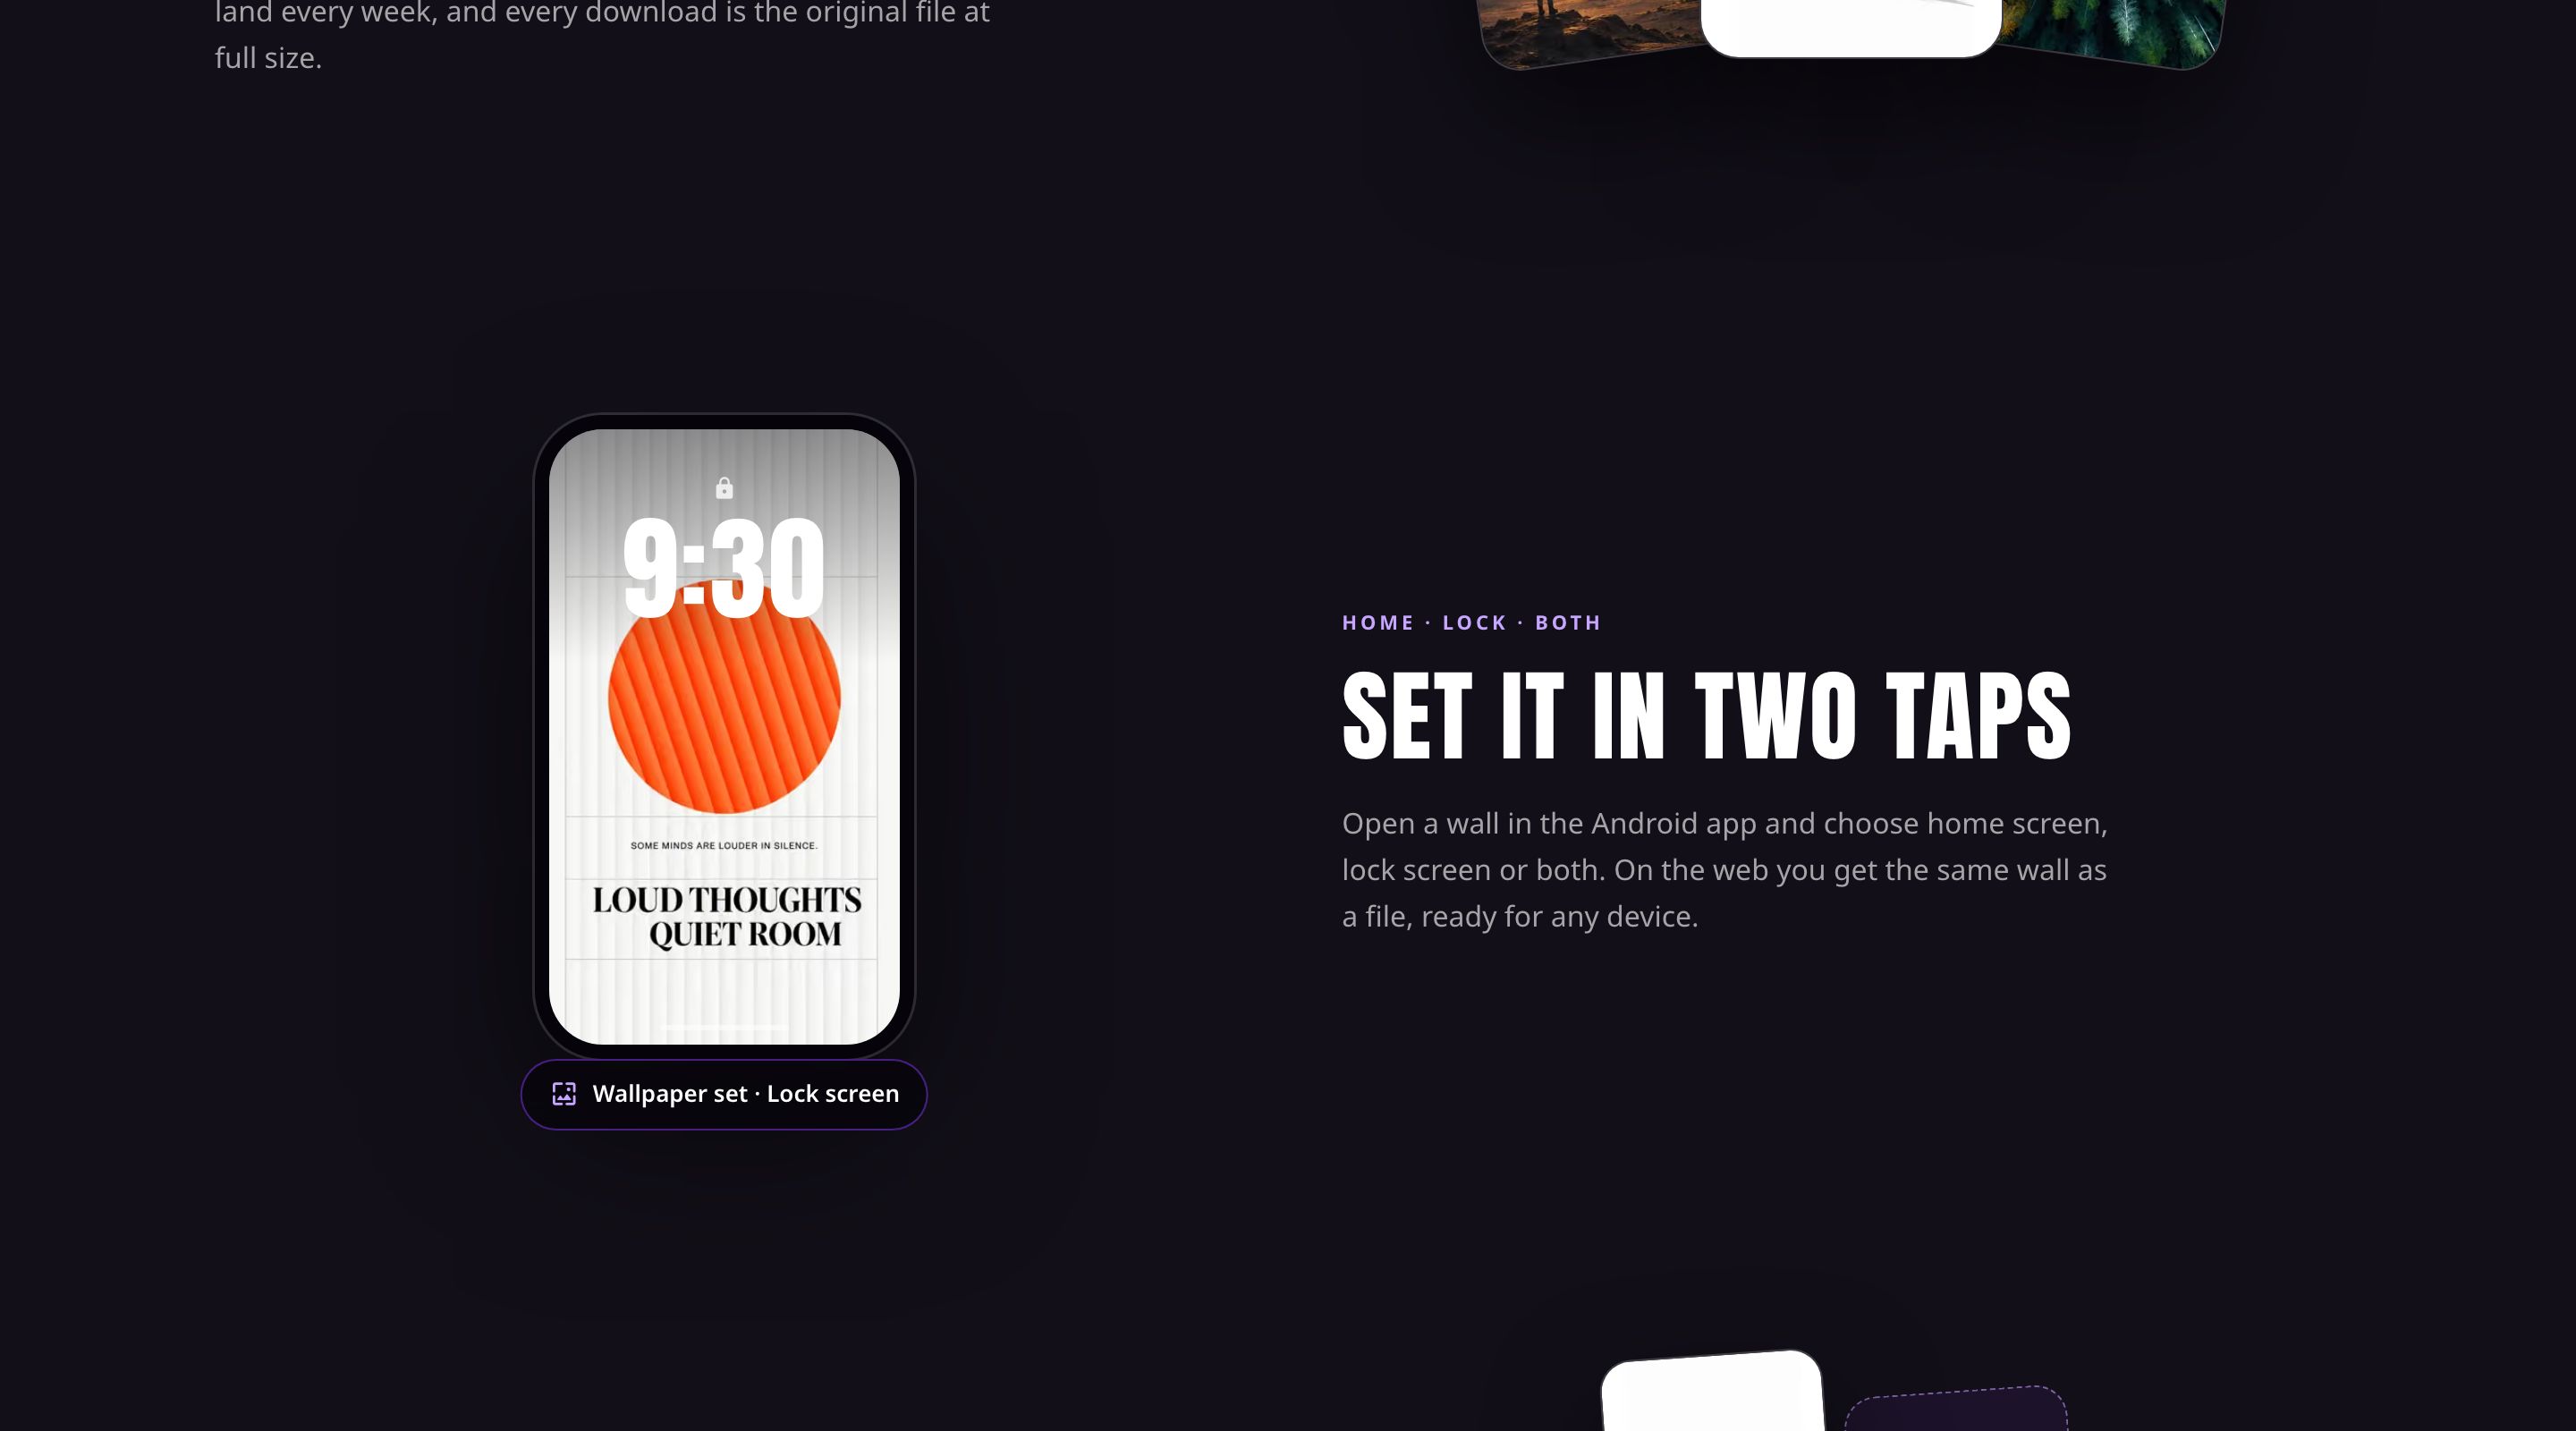 land every week, and every download is the original file at
full size.
9:30
SOME MINDS ARE LOUDER IN SILENCE.
LOUD THOUGHTS
QUIET ROOM
Wallpaper set · Lock screen
HOME · LOCK · BOTH
SET IT IN TWO TAPS
Open a wall in the Android app and choose home screen,
lock screen or both. On the web you get the same wall as
a file, ready for any device.